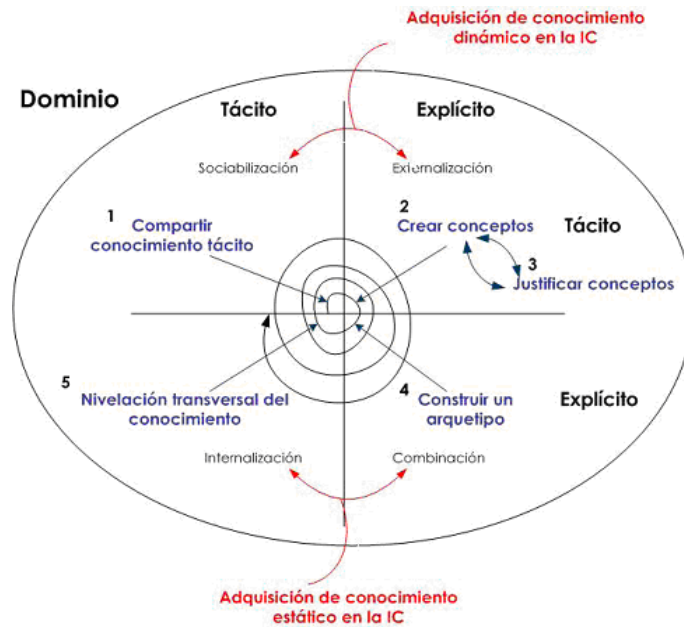 Adquisición de conocimiento
dinámico en la IC
Dominio
Tácito
Explícito
Sociabilización
Externalización
1
Compartir
conocimiento tácito
2
Crear conceptos
Tácito
3
Justificar conceptos
5
Nivelación transversal del
conocimiento
4
Construir un
arquetipo
Explícito
Internalización
Combinación
Adquisición de conocimiento
estático en la IC